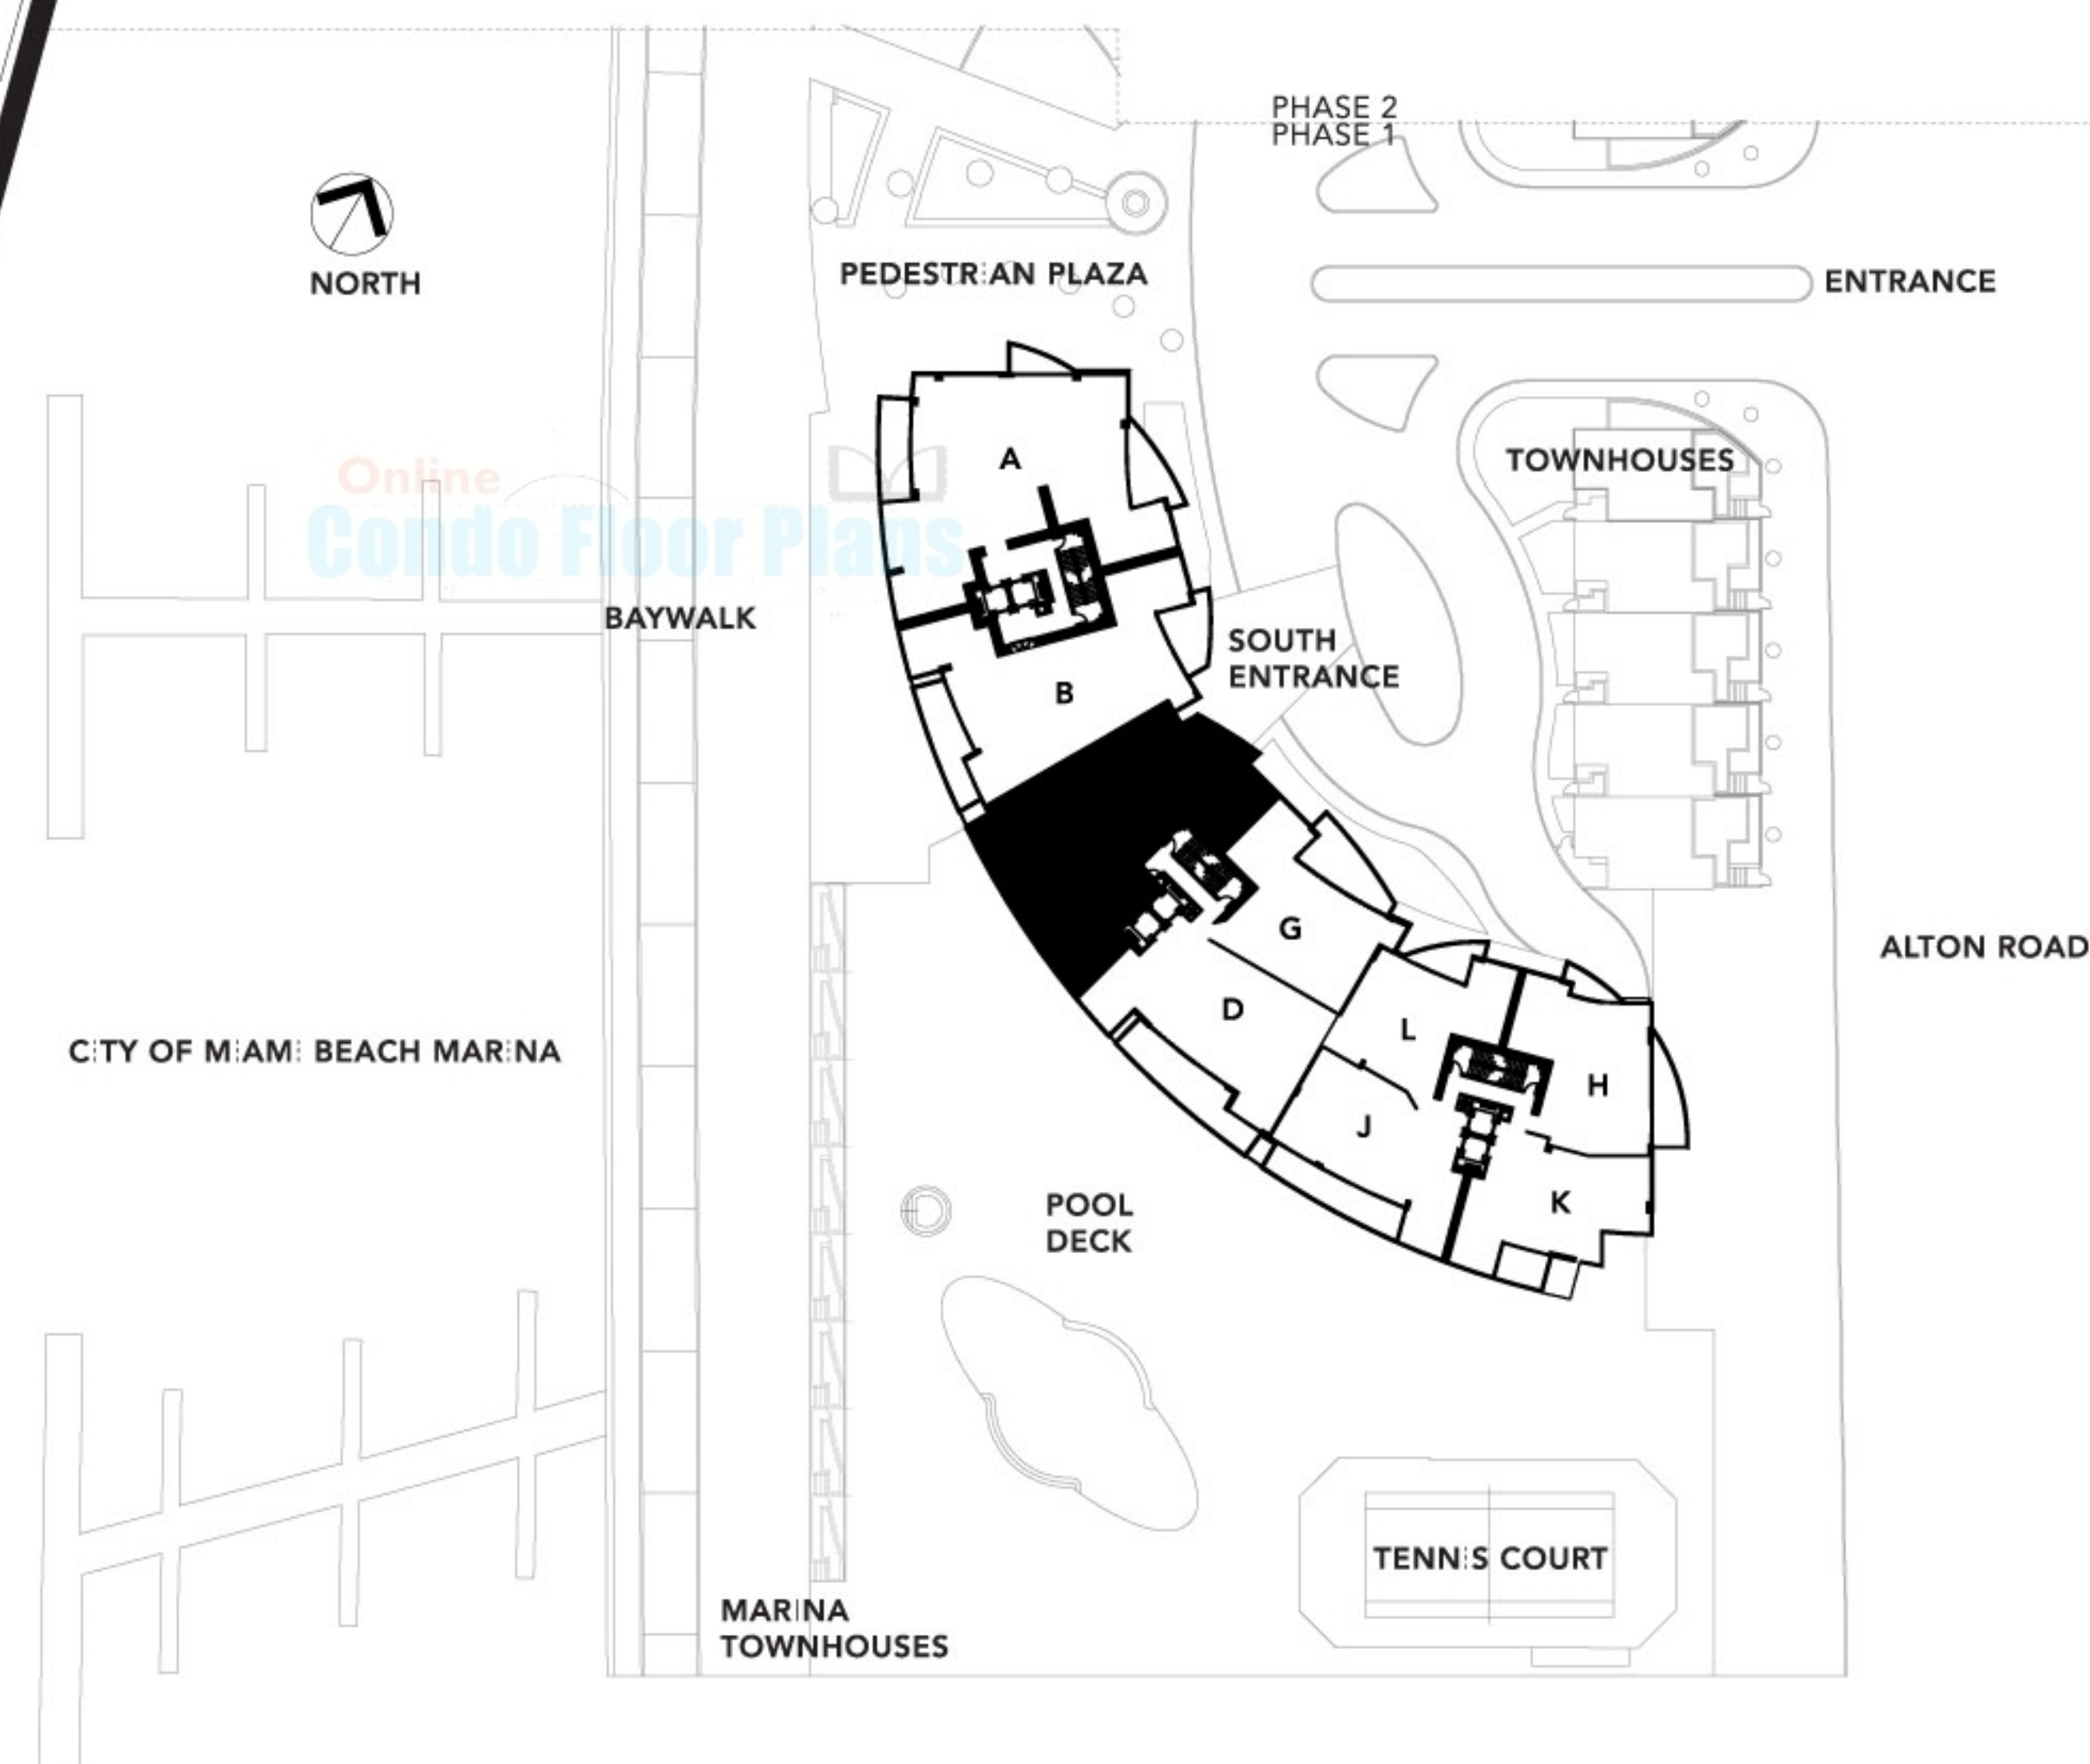 PHASE 2
PHASE 1
NORTH
PEDESTRIAN PLAZA
ENTRANCE
A
TOWNHOUSES
Online
Condo Floor Plans
BAYWALK
SOUTH
ENTRANCE
B
G
ALTON ROAD
D
L
CITY OF MIAMI BEACH MARINA
H
J
K
POOL
DECK
TENNIS COURT
MARINA
TOWNHOUSES